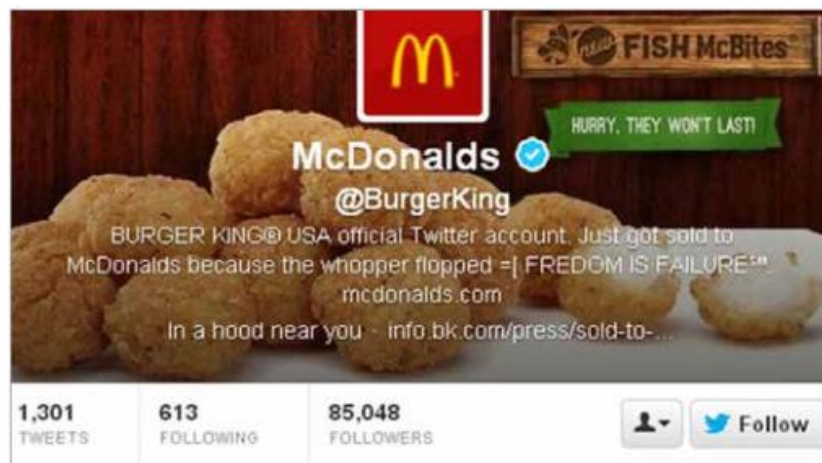 FISH McBites
HURRY, THEY WON'T LAST!
McDonalds
@BurgerKing
BURGER KING® USA official Twitter account. Just got sold to
McDonalds because the whopper flopped =[ FREDOM IS FAILURE℠
mcdonalds.com
In a hood near you · info.bk.com/press/sold-to-...
1,301
TWEETS
613
FOLLOWING
85,048
FOLLOWERS
Follow